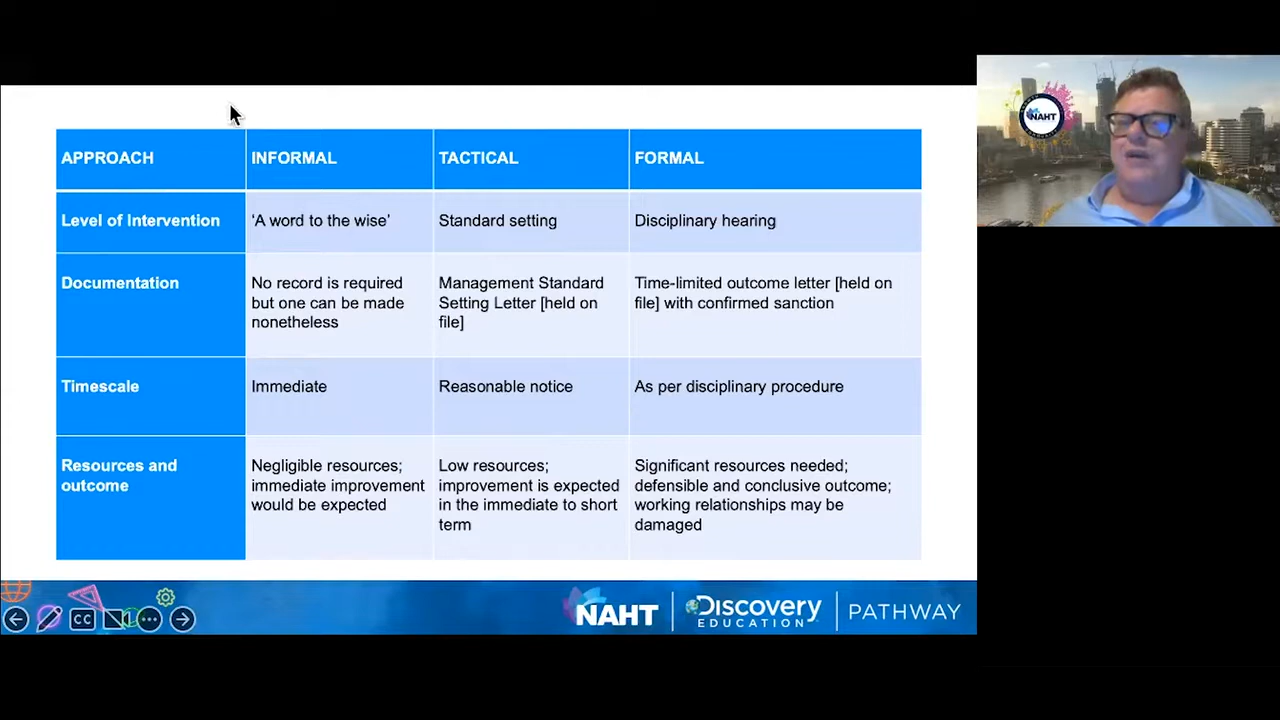 APPROACH
INFORMAL
TACTICAL
FORMAL
Level of Intervention
‘A word to the wise’
Standard setting
Disciplinary hearing
Documentation
No record is required
but one can be made
nonetheless
Management Standard
Setting Letter [held on
file]
Time-limited outcome letter [held on
file] with confirmed sanction
Timescale
Immediate
Reasonable notice
As per disciplinary procedure
Resources and
outcome
Negligible resources;
immediate improvement
would be expected
Low resources;
improvement is expected
in the immediate to short
term
Significant resources needed;
defensible and conclusive outcome;
working relationships may be
damaged
CC
NAHT
Discovery
EDUCATION
PATHWAY
NAHT